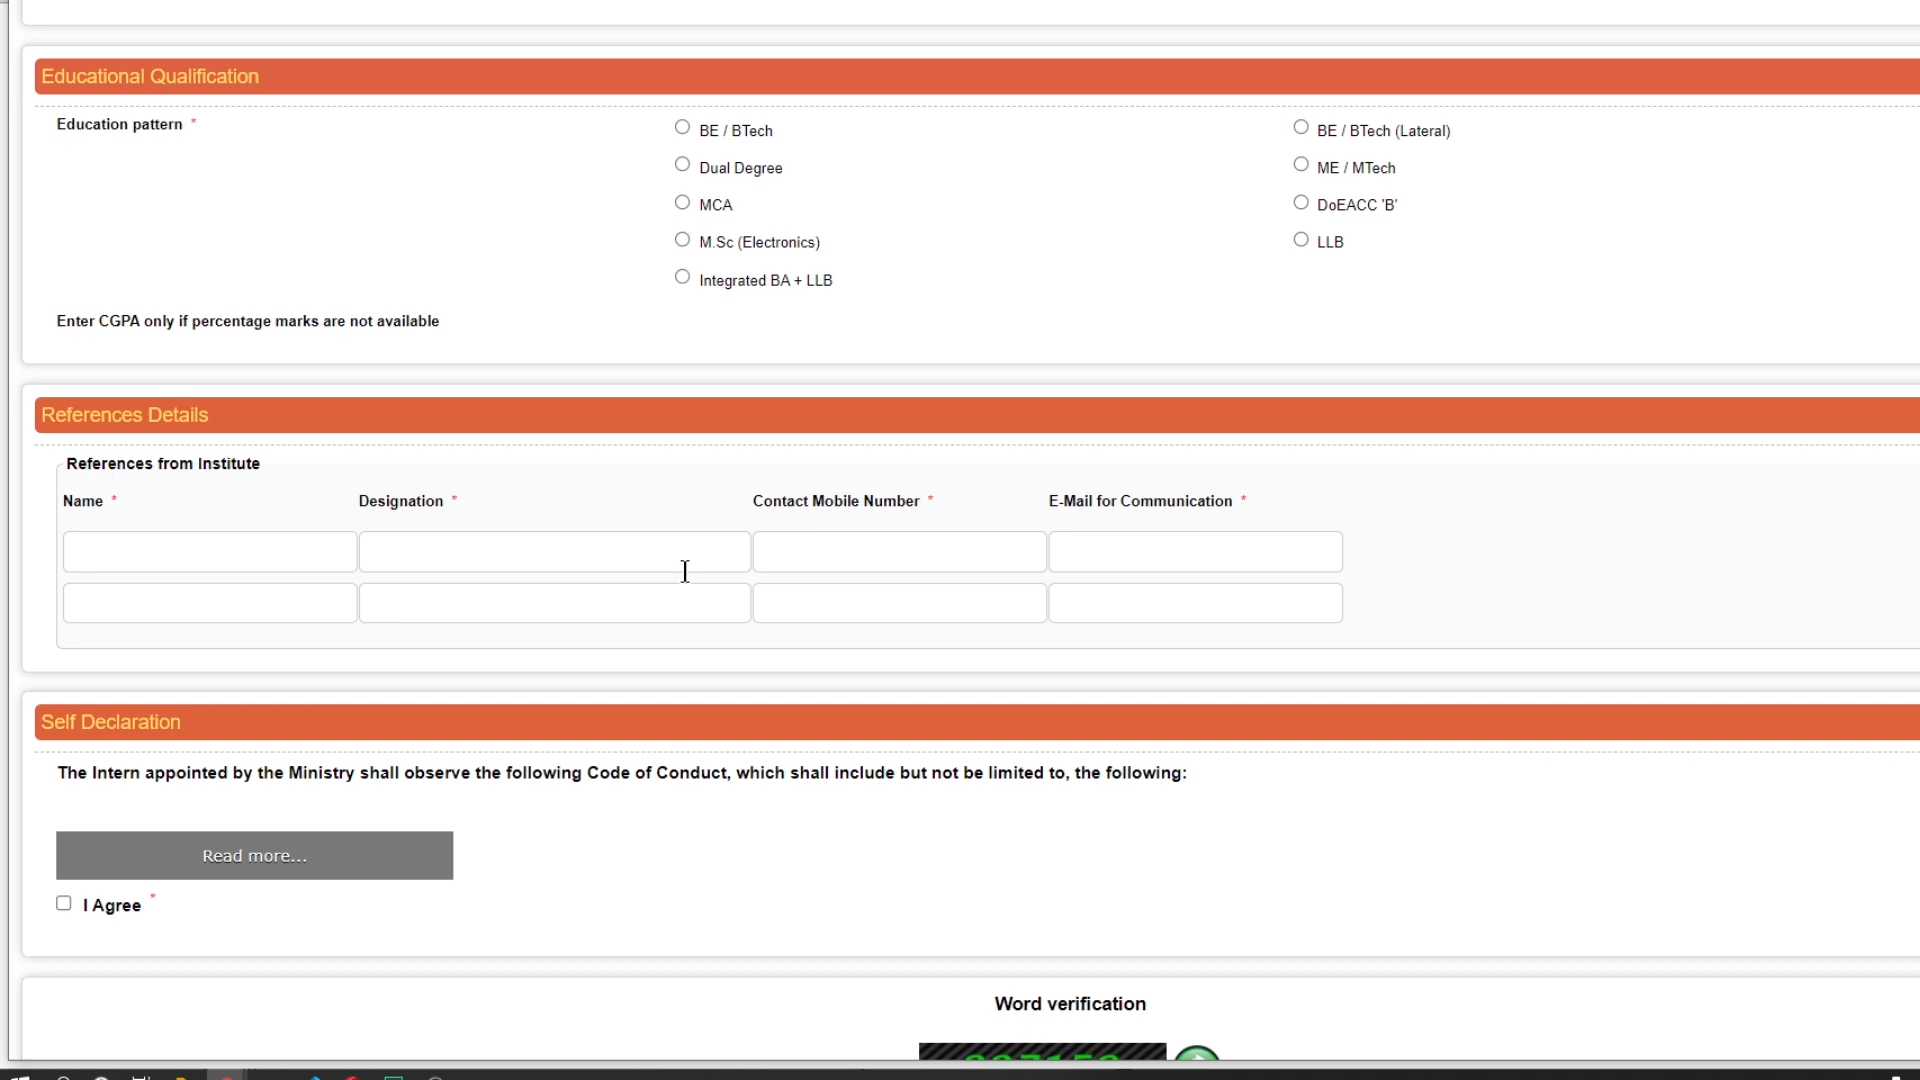 Educational Qualification
Education pattern *
BE / BTech
BE / BTech (Lateral)
Dual Degree
ME / MTech
MCA
DoEACC 'B'
M.Sc (Electronics)
LLB
Integrated BA + LLB
Enter CGPA only if percentage marks are not available
References Details
References from Institute
Name * Designation * Contact Mobile Number * E-Mail for Communication *
Self Declaration
The Intern appointed by the Ministry shall observe the following Code of Conduct, which shall include but not be limited to, the following:
Read more...
I Agree *
Word verification